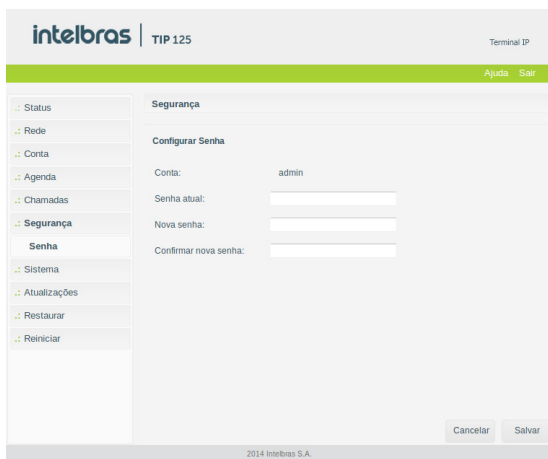 intelbras TIP 125
Terminal IP
Ajuda Sair
.: Status
.: Rede
.: Conta
.: Agenda
.: Chamadas
.: Segurança
Senha
.: Sistema
.: Atualizações
.: Restaurar
.: Reiniciar
Segurança
Configurar Senha
Conta: admin
Senha atual:
Nova senha:
Confirmar nova senha:
Cancelar Salvar
2014 Intelbras S.A.